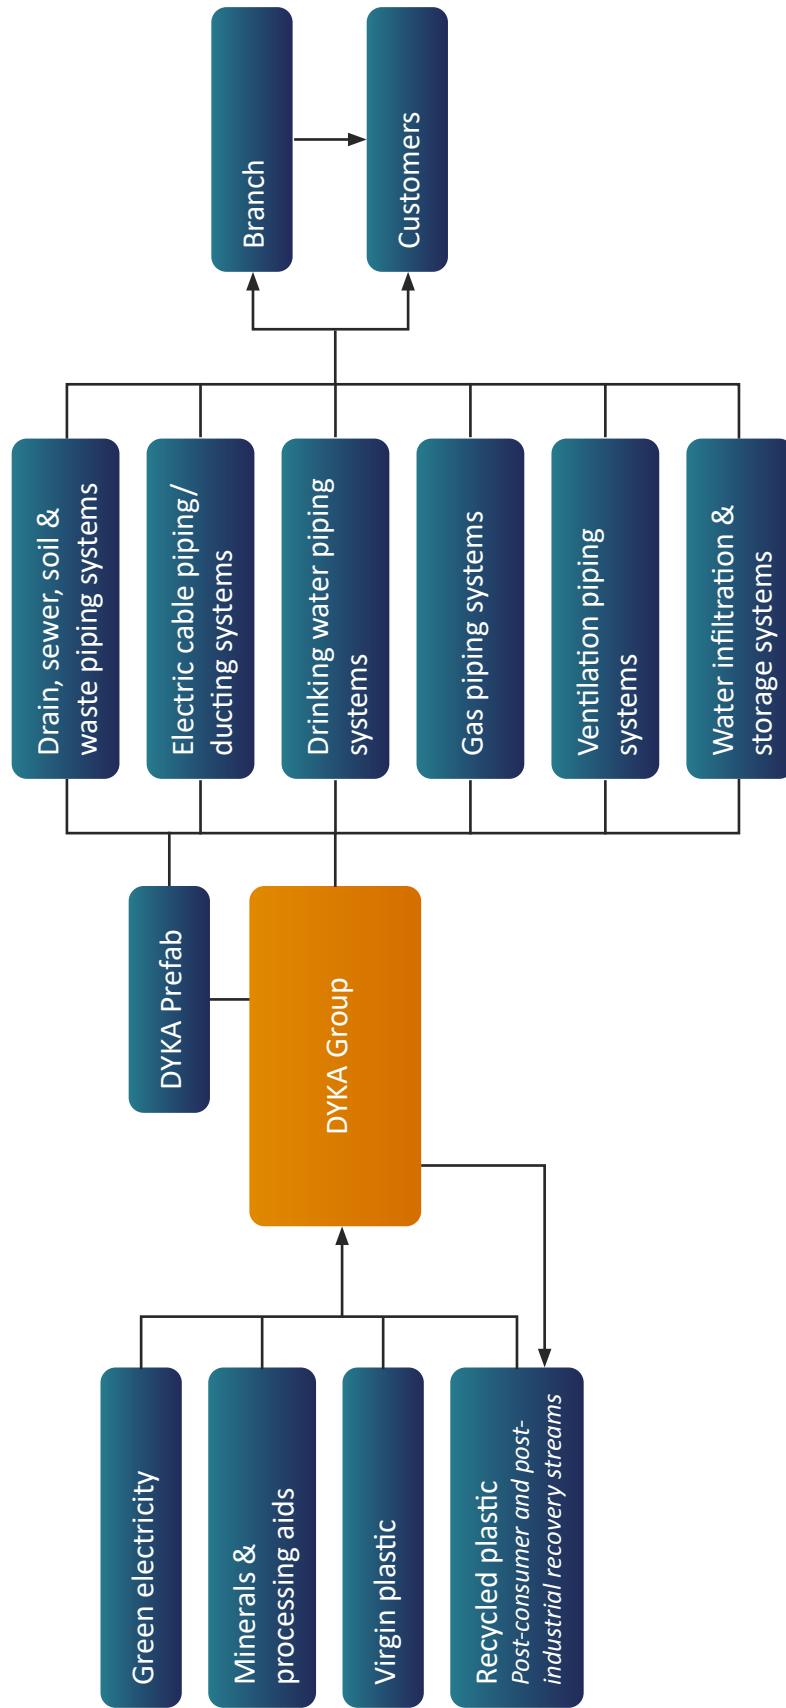 Green electricity
Minerals &
processing aids
Virgin plastic
Recycled plastic
Post-consumer and post-
industrial recovery streams
DYKA Prefab
DYKA Group
Drain, sewer, soil &
waste piping systems
Electric cable piping/
ducting systems
Drinking water piping
systems
Gas piping systems
Ventilation piping
systems
Water infiltration &
storage systems
Branch
Customers